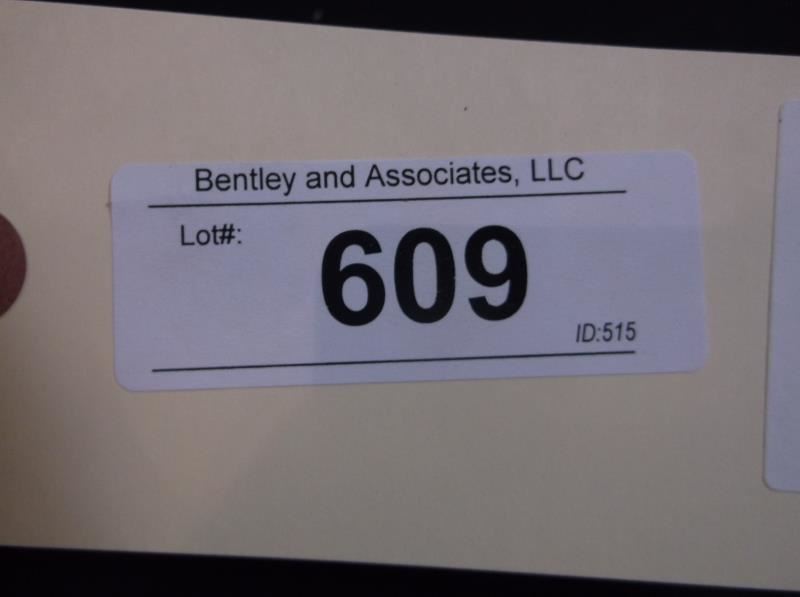 Bentley and Associates, LLC
Lot#:
609
ID:515